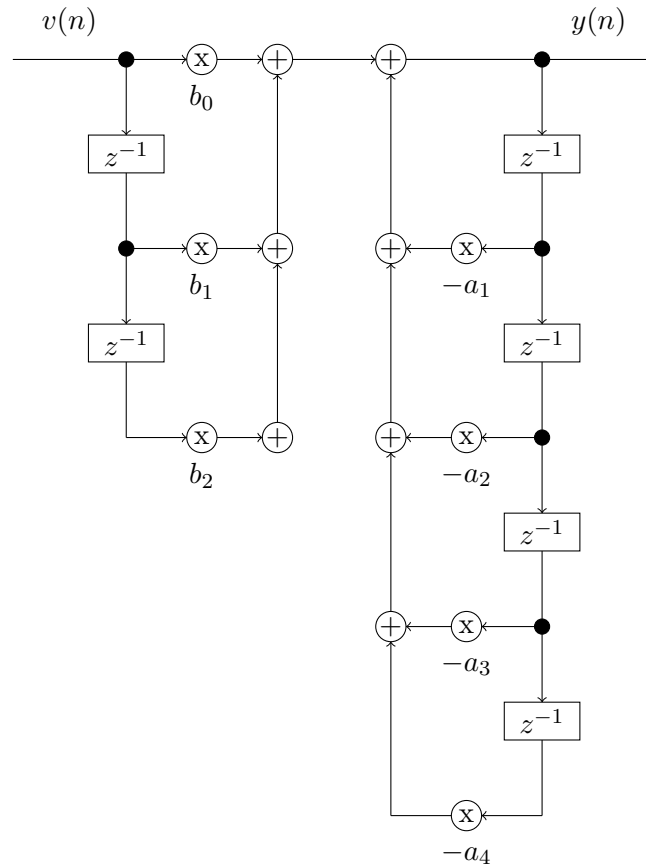 v(n) y(n)
x + +
b₀
z⁻¹ z⁻¹
x + + x
b₁ −a₁
z⁻¹ z⁻¹
x + + x
b₂ −a₂
z⁻¹
+ x
−a₃
z⁻¹
x
−a₄